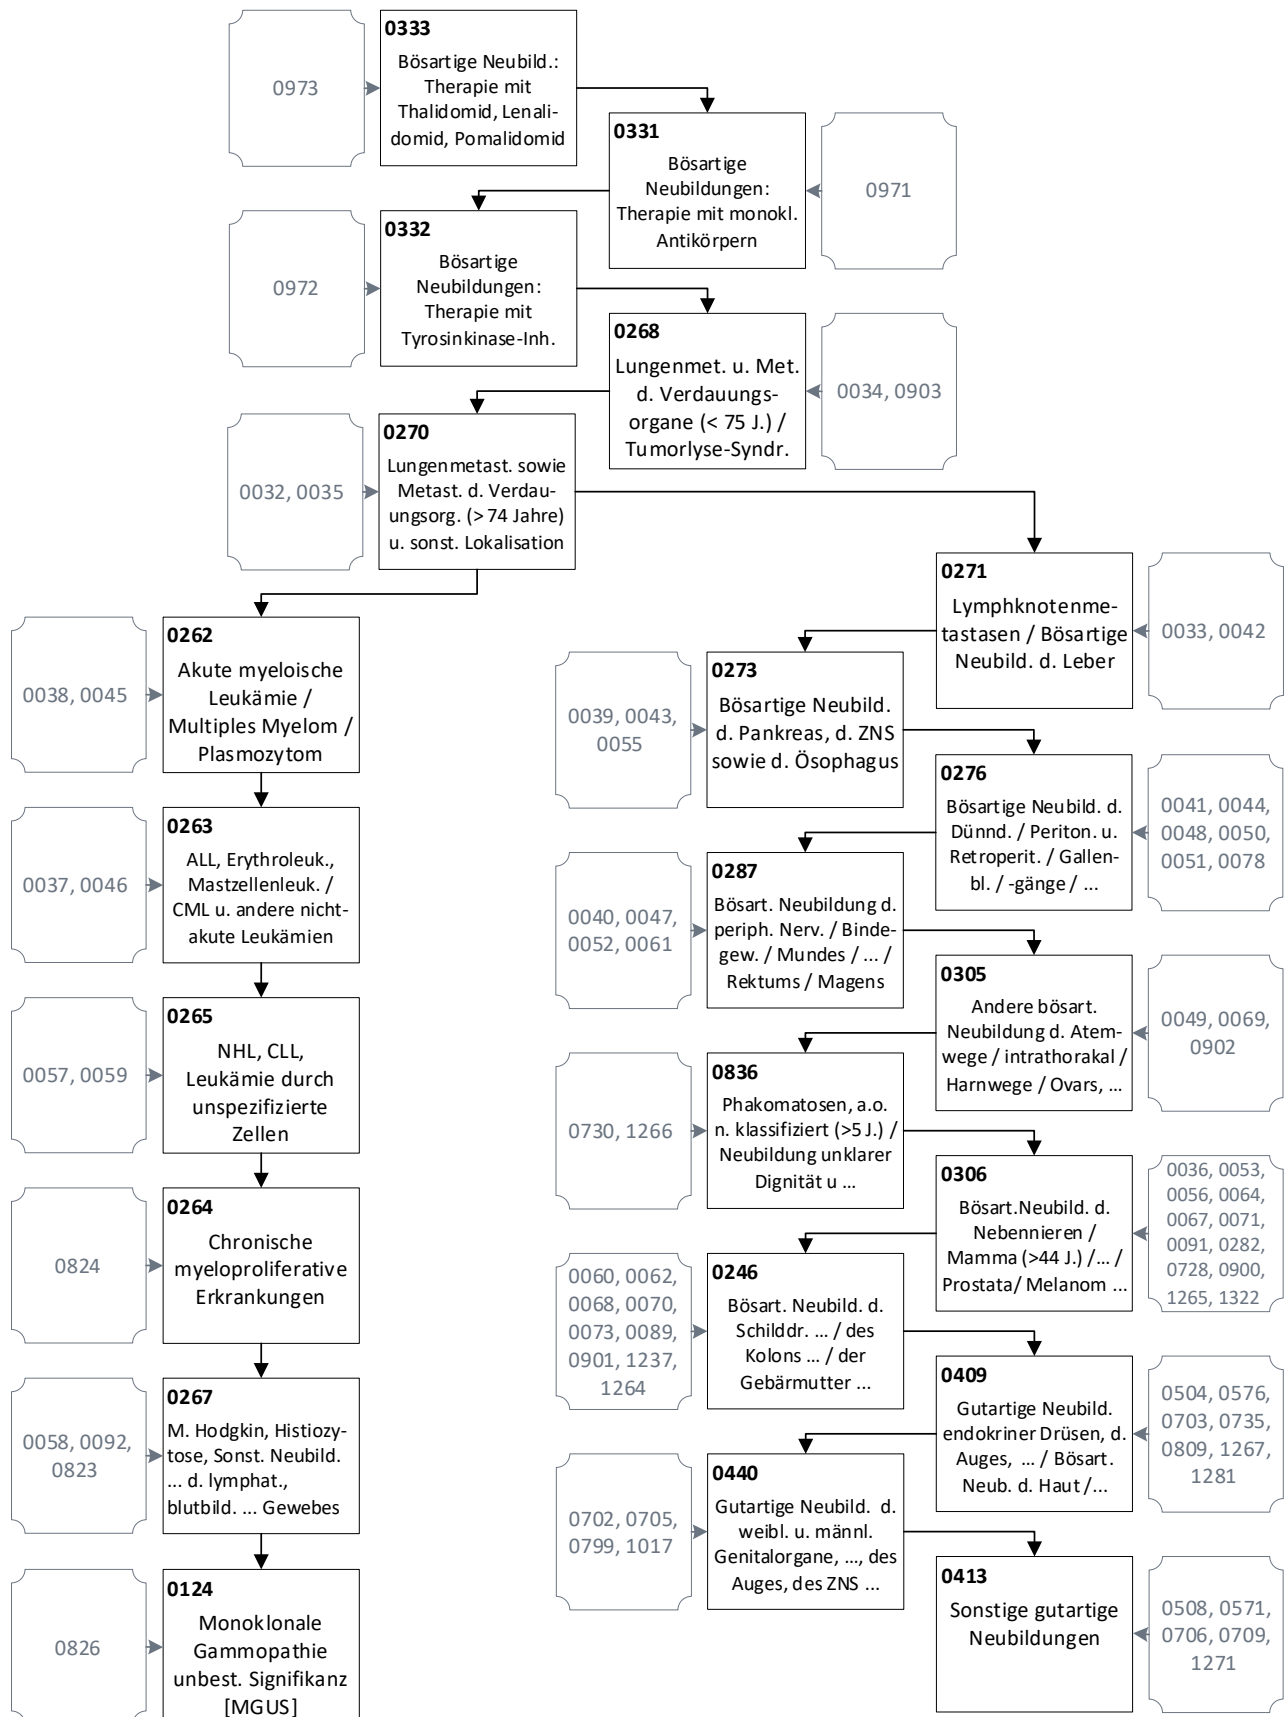 0973
0333
Bösartige Neubild.:
Therapie mit
Thalidomid, Lenali-
domid, Pomalidomid
0331
Bösartige
Neubildungen:
Therapie mit monokl.
Antikörpern
0971
0972
0332
Bösartige
Neubildungen:
Therapie mit
Tyrosinkinase-Inh.
0268
Lungenmet. u. Met.
d. Verdauungs-
organe (< 75 J.) /
Tumorlyse-Syndr.
0034, 0903
0032, 0035
0270
Lungenmetast. sowie
Metast. d. Verdau-
ungsorg. (> 74 Jahre)
u. sonst. Lokalisation
0271
Lymphknotenme-
tastasen / Bösartige
Neubild. d. Leber
0033, 0042
0038, 0045
0262
Akute myeloische
Leukämie /
Multiples Myelom /
Plasmozytom
0039, 0043,
0055
0273
Bösartige Neubild.
d. Pankreas, d. ZNS
sowie d. Ösophagus
0276
Bösartige Neubild. d.
Dünnd. / Periton. u.
Retroperit. / Gallen-
bl. / -gänge / ...
0041, 0044,
0048, 0050,
0051, 0078
0037, 0046
0263
ALL, Erythroleuk.,
Mastzellenleuk. /
CML u. andere nicht-
akute Leukämien
0040, 0047,
0052, 0061
0287
Bösart. Neubildung d.
periph. Nerv. / Binde-
gew. / Mundes / ... /
Rektums / Magens
0305
Andere bösart.
Neubildung d. Atem-
wege / intrathorakal /
Harnwege / Ovars, ...
0049, 0069,
0902
0057, 0059
0265
NHL, CLL,
Leukämie durch
unspezifizierte
Zellen
0730, 1266
0836
Phakomatosen, a.o.
n. klassifiziert (>5 J.) /
Neubildung unklarer
Dignität u ...
0306
Bösart.Neubild. d.
Nebennieren /
Mamma (>44 J.) /... /
Prostata/ Melanom ...
0036, 0053,
0056, 0064,
0067, 0071,
0091, 0282,
0728, 0900,
1265, 1322
0824
0264
Chronische
myeloproliferative
Erkrankungen
0060, 0062,
0068, 0070,
0073, 0089,
0901, 1237,
1264
0246
Bösart. Neubild. d.
Schilddr. ... / des
Kolons ... / der
Gebärmutter ...
0409
Gutartige Neubild.
endokriner Drüsen, d.
Auges, ... / Bösart.
Neub. d. Haut /...
0504, 0576,
0703, 0735,
0809, 1267,
1281
0058, 0092,
0823
0267
M. Hodgkin, Histiozy-
tose, Sonst. Neubild.
... d. lymphat.,
blutbild. ... Gewebes
0702, 0705,
0799, 1017
0440
Gutartige Neubild. d.
weibl. u. männl.
Genitalorgane, ..., des
Auges, des ZNS ...
0413
Sonstige gutartige
Neubildungen
0508, 0571,
0706, 0709,
1271
0826
0124
Monoklonale
Gammopathie
unbest. Signifikanz
[MGUS]